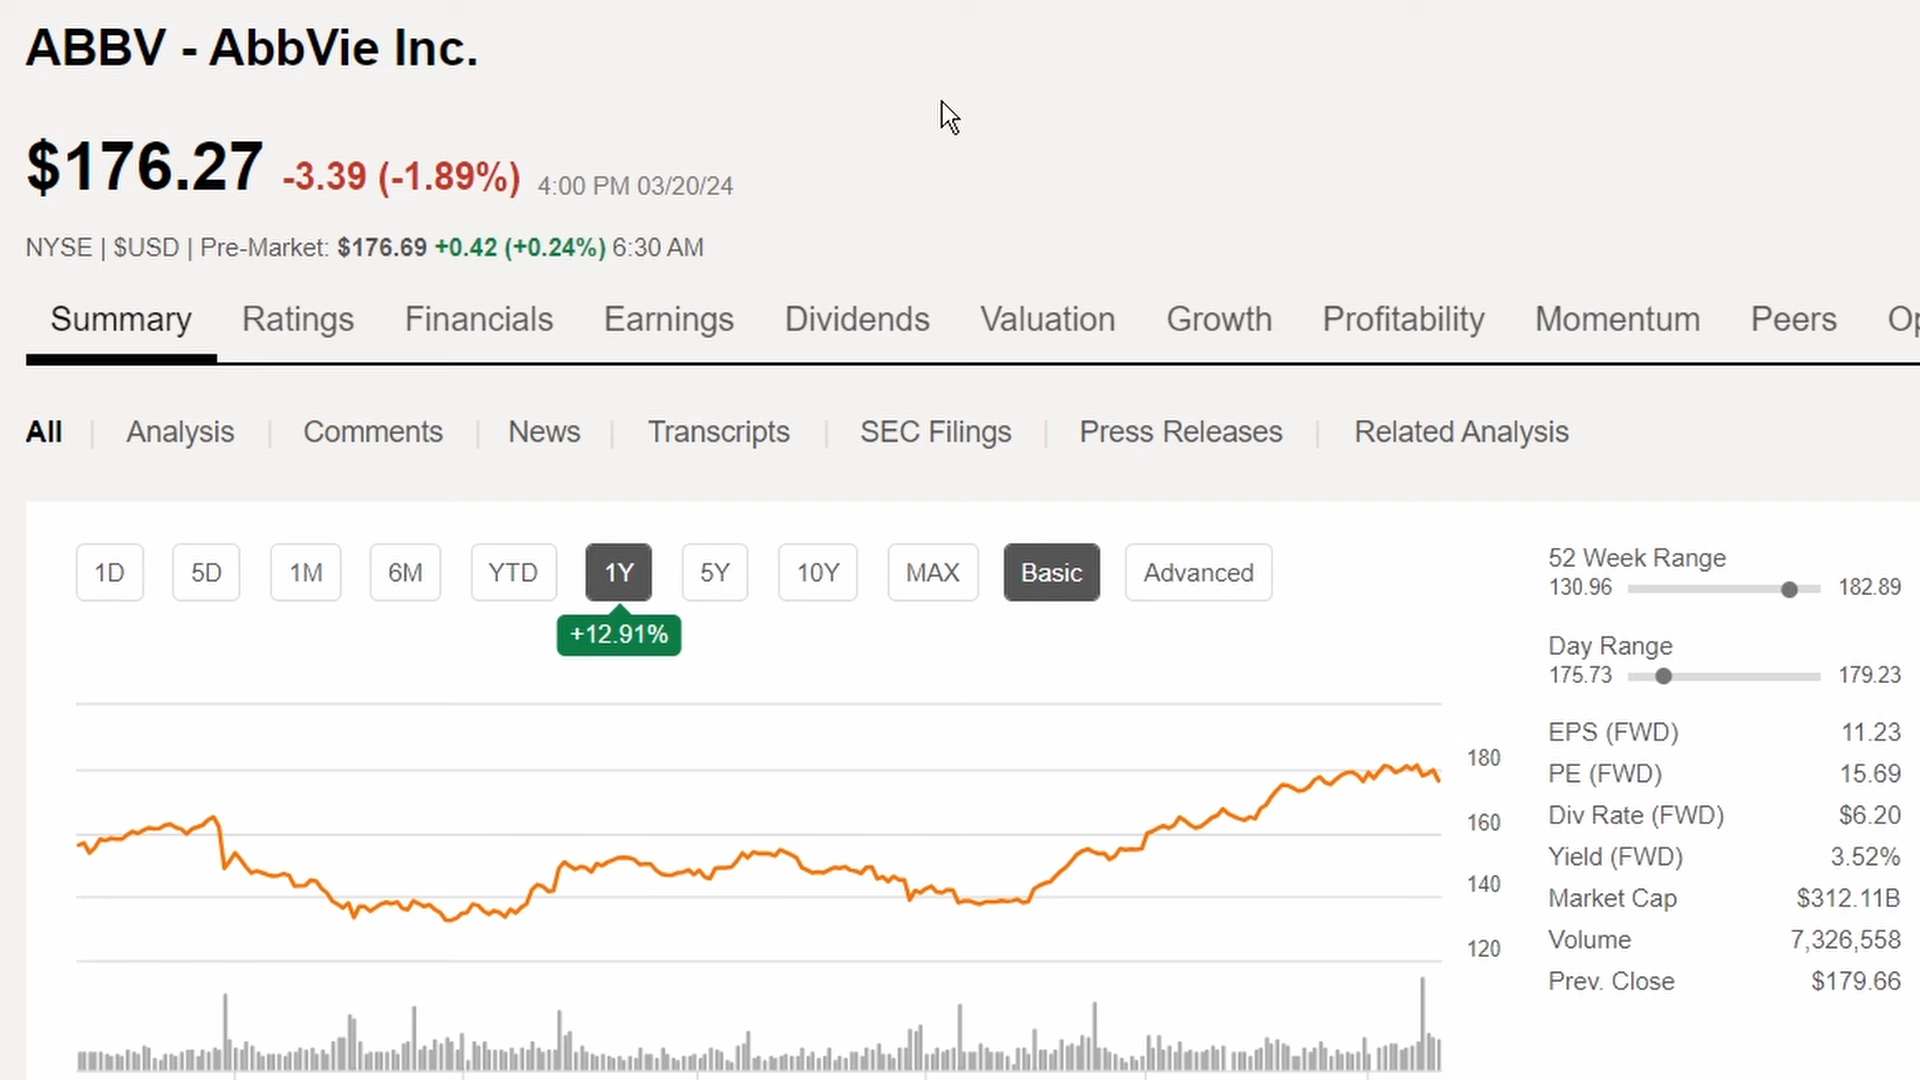 ABBV - AbbVie Inc.
$176.27 -3.39 (-1.89%) 4:00 PM 03/20/24
NYSE | $USD | Pre-Market: $176.69 +0.42 (+0.24%) 6:30 AM
Summary Ratings Financials Earnings Dividends Valuation Growth Profitability Momentum Peers Op
All | Analysis | Comments | News | Transcripts | SEC Filings | Press Releases | Related Analysis
1D 5D 1M 6M YTD 1Y 5Y 10Y MAX Basic Advanced
+12.91%
180
160
140
120
52 Week Range
130.96 182.89
Day Range
175.73 179.23
EPS (FWD) 11.23
PE (FWD) 15.69
Div Rate (FWD) $6.20
Yield (FWD) 3.52%
Market Cap $312.11B
Volume 7,326,558
Prev. Close $179.66